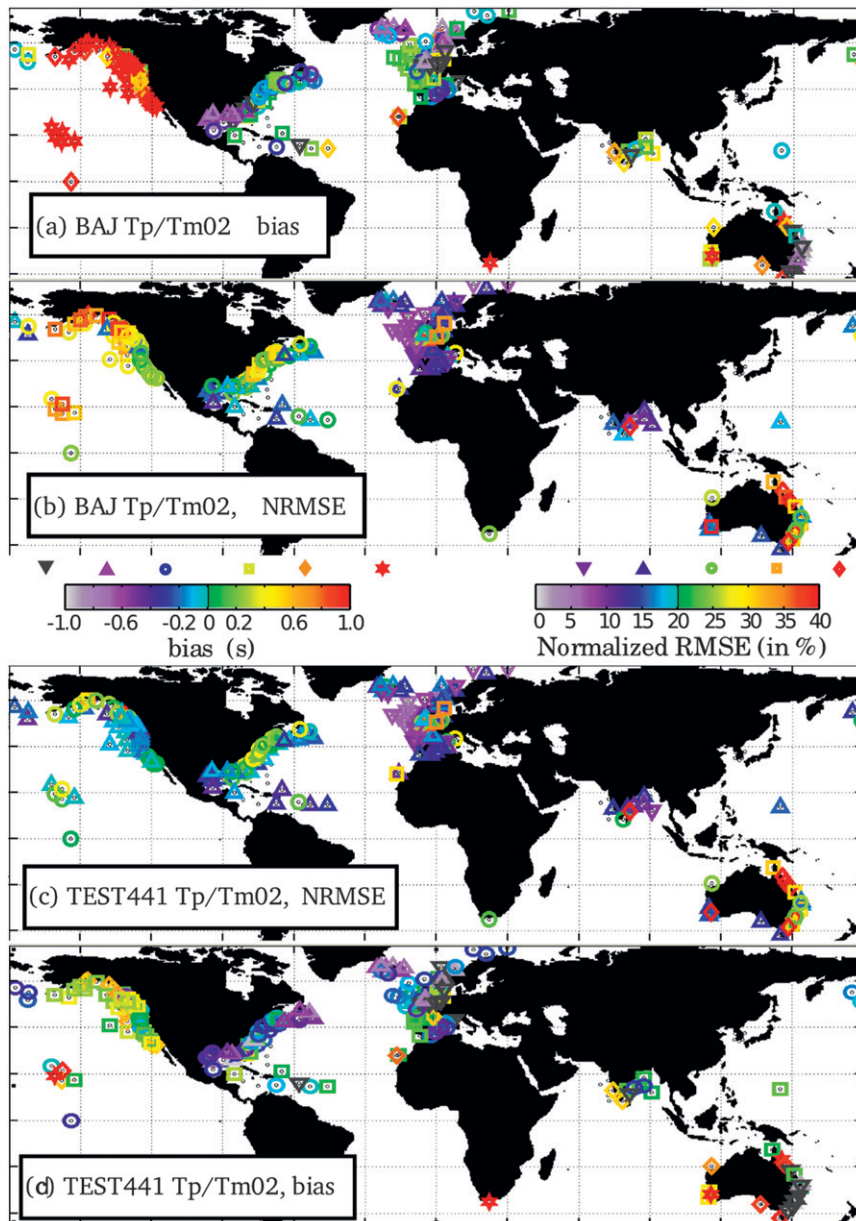 (a) BAJ Tp/Tm02 bias
(b) BAJ Tp/Tm02, NRMSE
-1.0 -0.6 -0.2 0 0.2 0.6 1.0
bias (s)
0 5 10 15 20 25 30 35 40
Normalized RMSE (in %)
(c) TEST441 Tp/Tm02, NRMSE
(d) TEST441 Tp/Tm02, bias